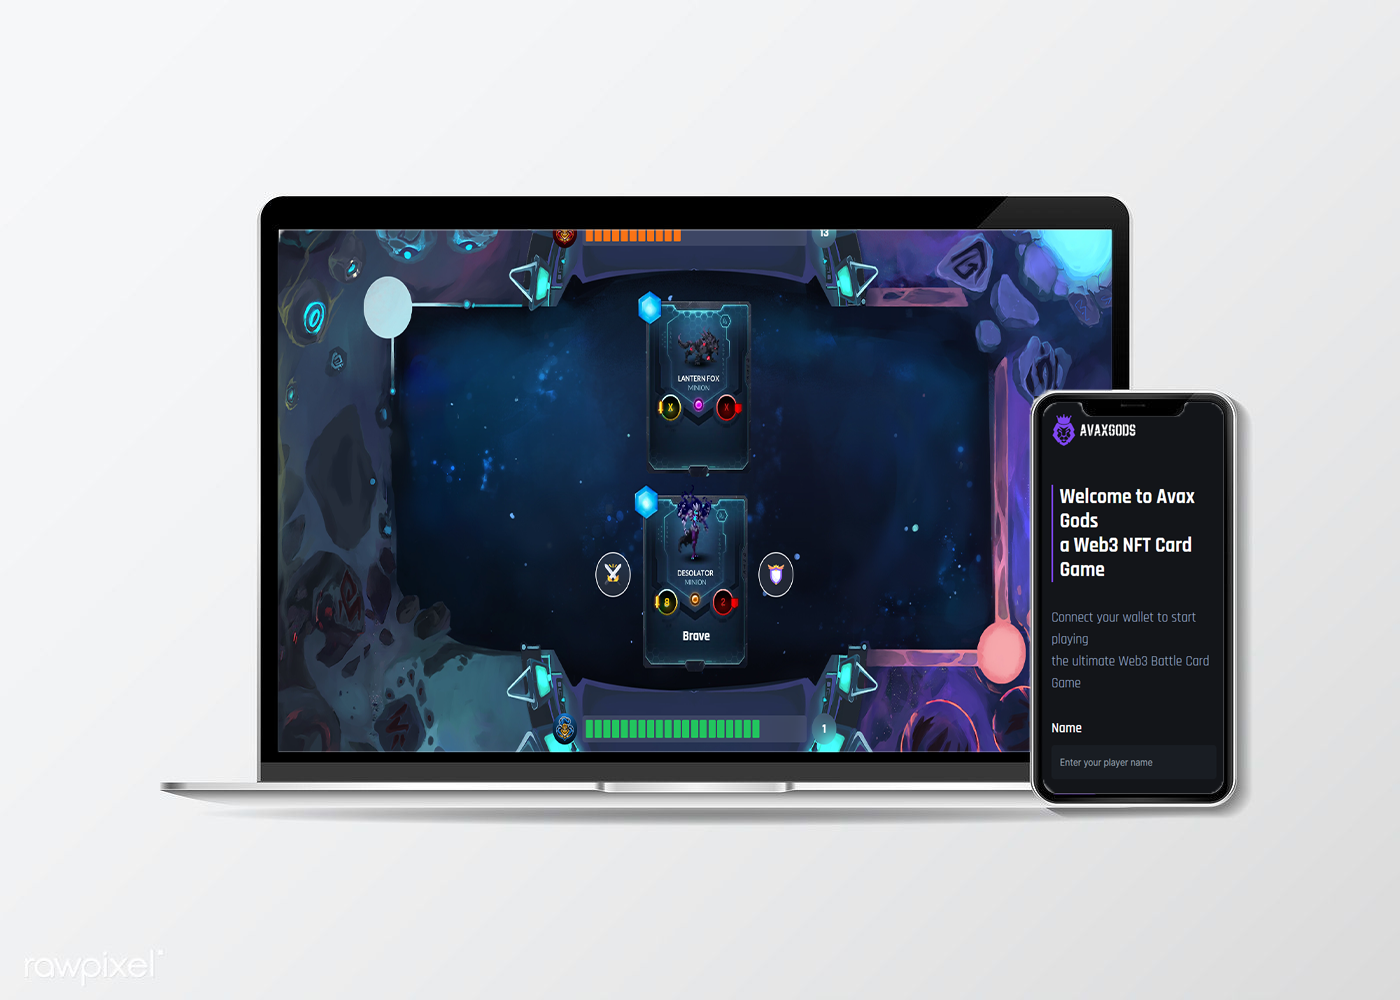 13
LANTERN FOX
MINION
X
X
DESOLATOR
MINION
8
2
Brave
1
AVAXGODS
Welcome to Avax
Gods
a Web3 NFT Card
Game
Connect your wallet to start
playing
the ultimate Web3 Battle Card
Game
Name
Enter your player name
rawpixel